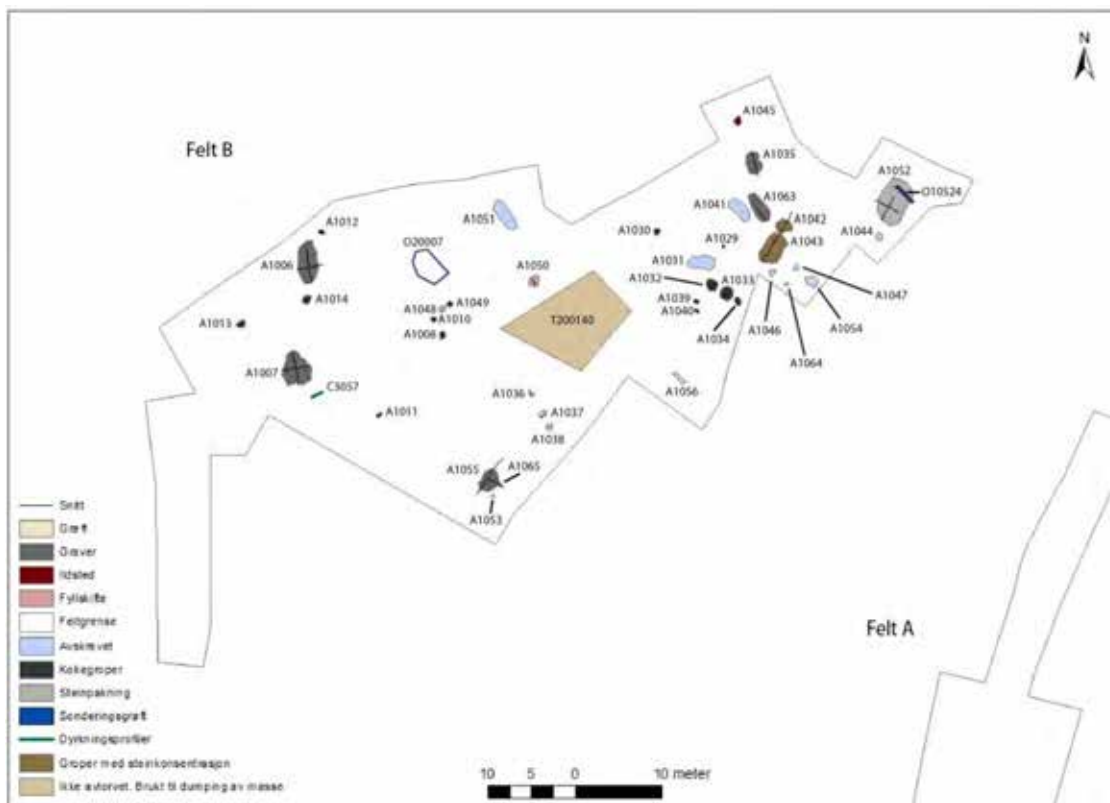 N
A1045
Felt B
A1035
A1052
O10524
A1063
A1041
A1042
A1051
A1012
A1030
A1044
A1043
O20007
A1029
A1006
A1050
A1031
A1032
A1033
A1047
A1014
A1049
A1048
A1039
A1010
A1040
T200140
A1013
A1008
A1054
A1034
A1046
A1064
A1007
C3057
A1036
A1056
A1011
A1037
A1038
A1055
A1065
A1053
Snitt
Grøft
Graver
Ildsted
Fyllskifte
Feltgrense
Felt A
Avskrevet
Kokegroper
Steinpakning
Sonderingsgrøft
Dyrkningsprofiler
Groper med steinkonsentrasjon
Ikke avtorvet. Brukt til dumping av masse
10 5 0 10 meter